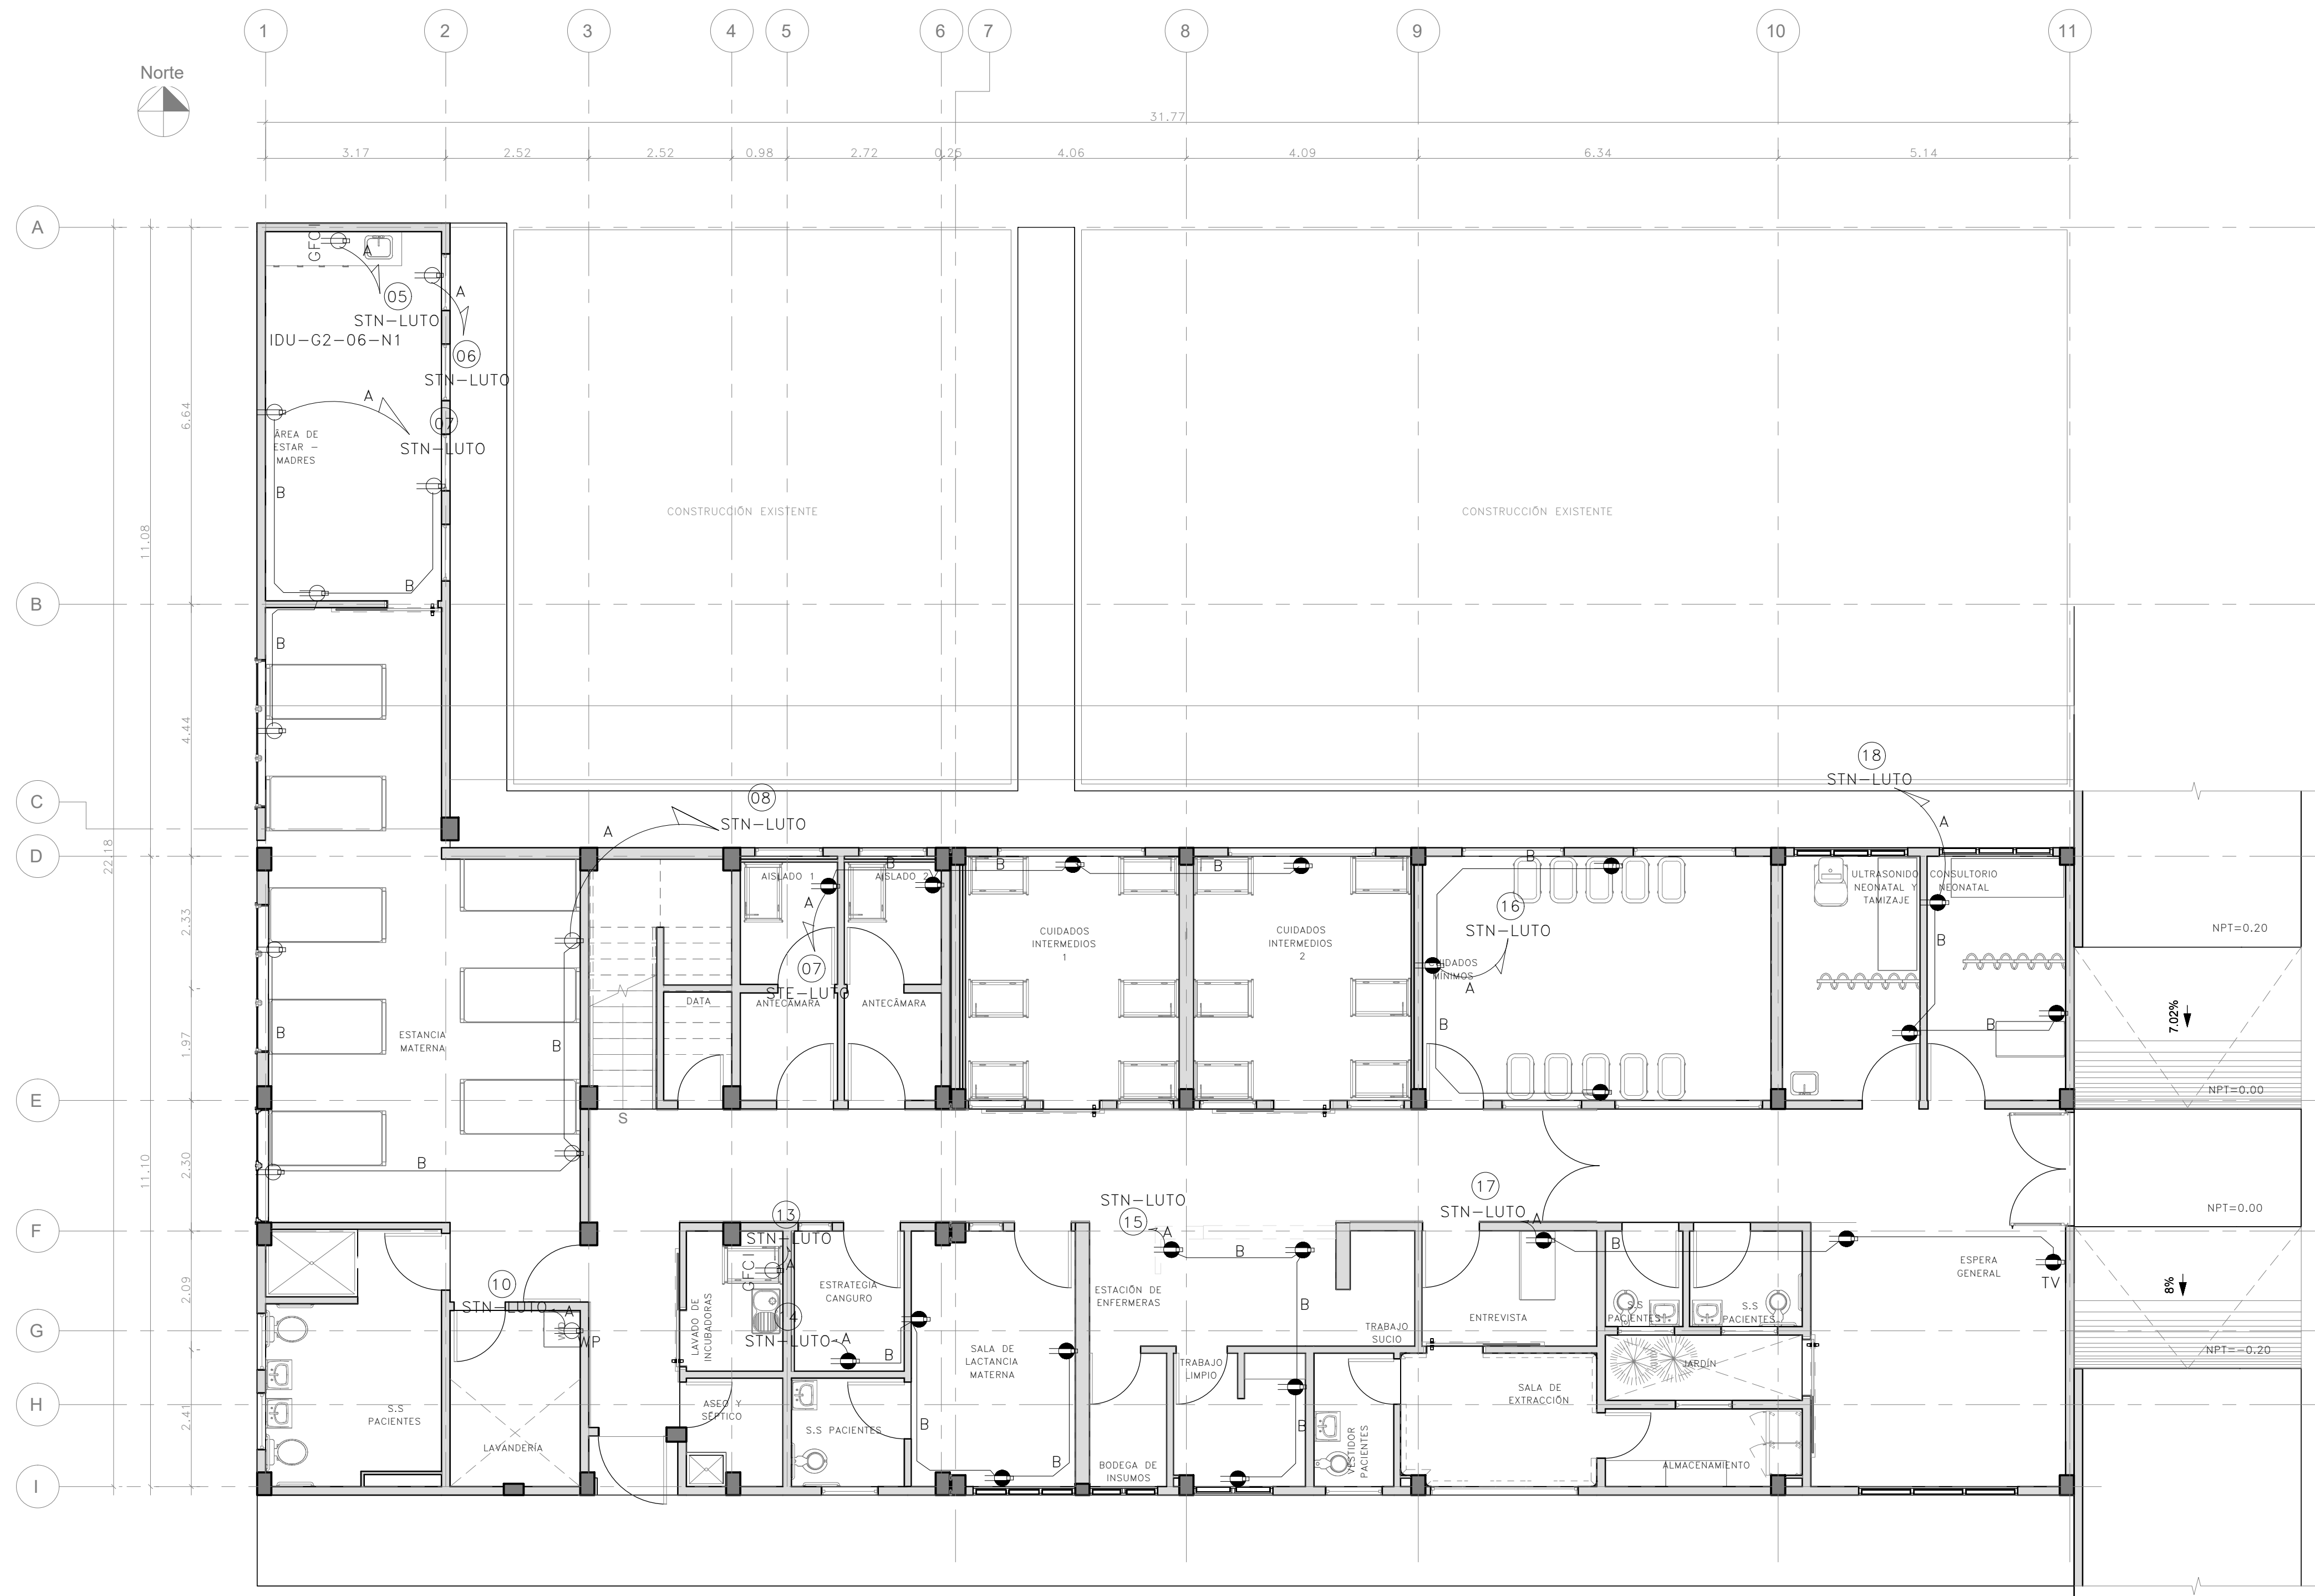 1 2 3 4 5 6 7 8 9 10 11
Norte
31.77
3.17 2.52 2.52 0.98 2.72 0.25 4.06 4.09 6.34 5.14
A
B
C
D
E
F
G
H
I
22.18
11.08
11.10
6.64
4.44
2.33
1.97
2.30
2.09
2.41
GFCI
A
05
STN-LUTO
IDU-G2-06-N1
A
06
STN-LUTO
A
07
STN-LUTO
ÁREA DE
ESTAR -
MADRES
B
B
B
CONSTRUCCIÓN EXISTENTE
CONSTRUCCIÓN EXISTENTE
08
STN-LUTO
A
18
STN-LUTO
A
AISLADO 1
B
AISLADO 2
A
07
STE-LUTO
B
B
B
CUIDADOS
INTERMEDIOS
1
CUIDADOS
INTERMEDIOS
2
16
STN-LUTO
CUIDADOS
MÍNIMOS
A
B
ULTRASONIDO
NEONATAL Y
TAMIZAJE
CONSULTORIO
NEONATAL
B
B
DATA
ANTECÁMARA
ANTECÁMARA
ESTANCIA
MATERNA
B
B
B
S
NPT=0.20
7.02%
NPT=0.00
NPT=0.00
8%
NPT=-0.20
13
STN-LUTO
A
GFCI
LAVADO DE
INCUBADORAS
ESTRATEGIA
CANGURO
14
STN-LUTO
A
B
10
STN-LUTO
A
WP
S.S
PACIENTES
LAVANDERÍA
ASEO Y
SÉPTICO
S.S PACIENTES
SALA DE
LACTANCIA
MATERNA
B
B
STN-LUTO
15
A
B
B
B
ESTACIÓN DE
ENFERMERAS
TRABAJO
SUCIO
TRABAJO
LIMPIO
BODEGA DE
INSUMOS
VESTIDOR
PACIENTES
17
STN-LUTO
A
B
ENTREVISTA
S.S
PACIENTES
S.S
PACIENTES
JARDÍN
SALA DE
EXTRACCIÓN
ALMACENAMIENTO
ESPERA
GENERAL
TV